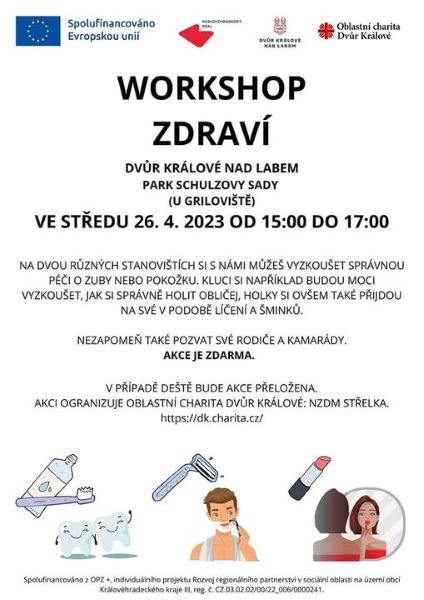 Spolufinancováno
Evropskou unií
KRÁLOVÉHRADECKÝ
KRAJ
DVŮR KRÁLOVÉ
NAD LABEM
Oblastní charita
Dvůr Králové
WORKSHOP
ZDRAVÍ
DVŮR KRÁLOVÉ NAD LABEM
PARK SCHULZOVY SADY
(U GRILOVIŠTĚ)
VE STŘEDU 26. 4. 2023 OD 15:00 DO 17:00
NA DVOU RŮZNÝCH STANOVIŠTÍCH SI S NÁMI MŮŽEŠ VYZKOUŠET SPRÁVNOU
PÉČI O ZUBY NEBO POKOŽKU. KLUCI SI NAPŘÍKLAD BUDOU MOCI
VYZKOUŠET, JAK SI SPRÁVNĚ HOLIT OBLIČEJ, HOLKY SI OVŠEM TAKÉ PŘIJDOU
NA SVÉ V PODOBĚ LÍČENÍ A ŠMINKŮ.
NEZAPOMEŇ TAKÉ POZVAT SVÉ RODIČE A KAMARÁDY.
AKCE JE ZDARMA.
V PŘÍPADĚ DEŠTĚ BUDE AKCE PŘELOŽENA.
AKCI OGRANIZUJE OBLASTNÍ CHARITA DVŮR KRÁLOVÉ: NZDM STŘELKA.
https://dk.charita.cz/
Spolufinancováno z OPZ +, individuálního projektu Rozvoj regionálního partnerství v sociální oblasti na území obcí
Královéhradeckého kraje III, reg. č. CZ.03.02.02/00/22_006/0000241.